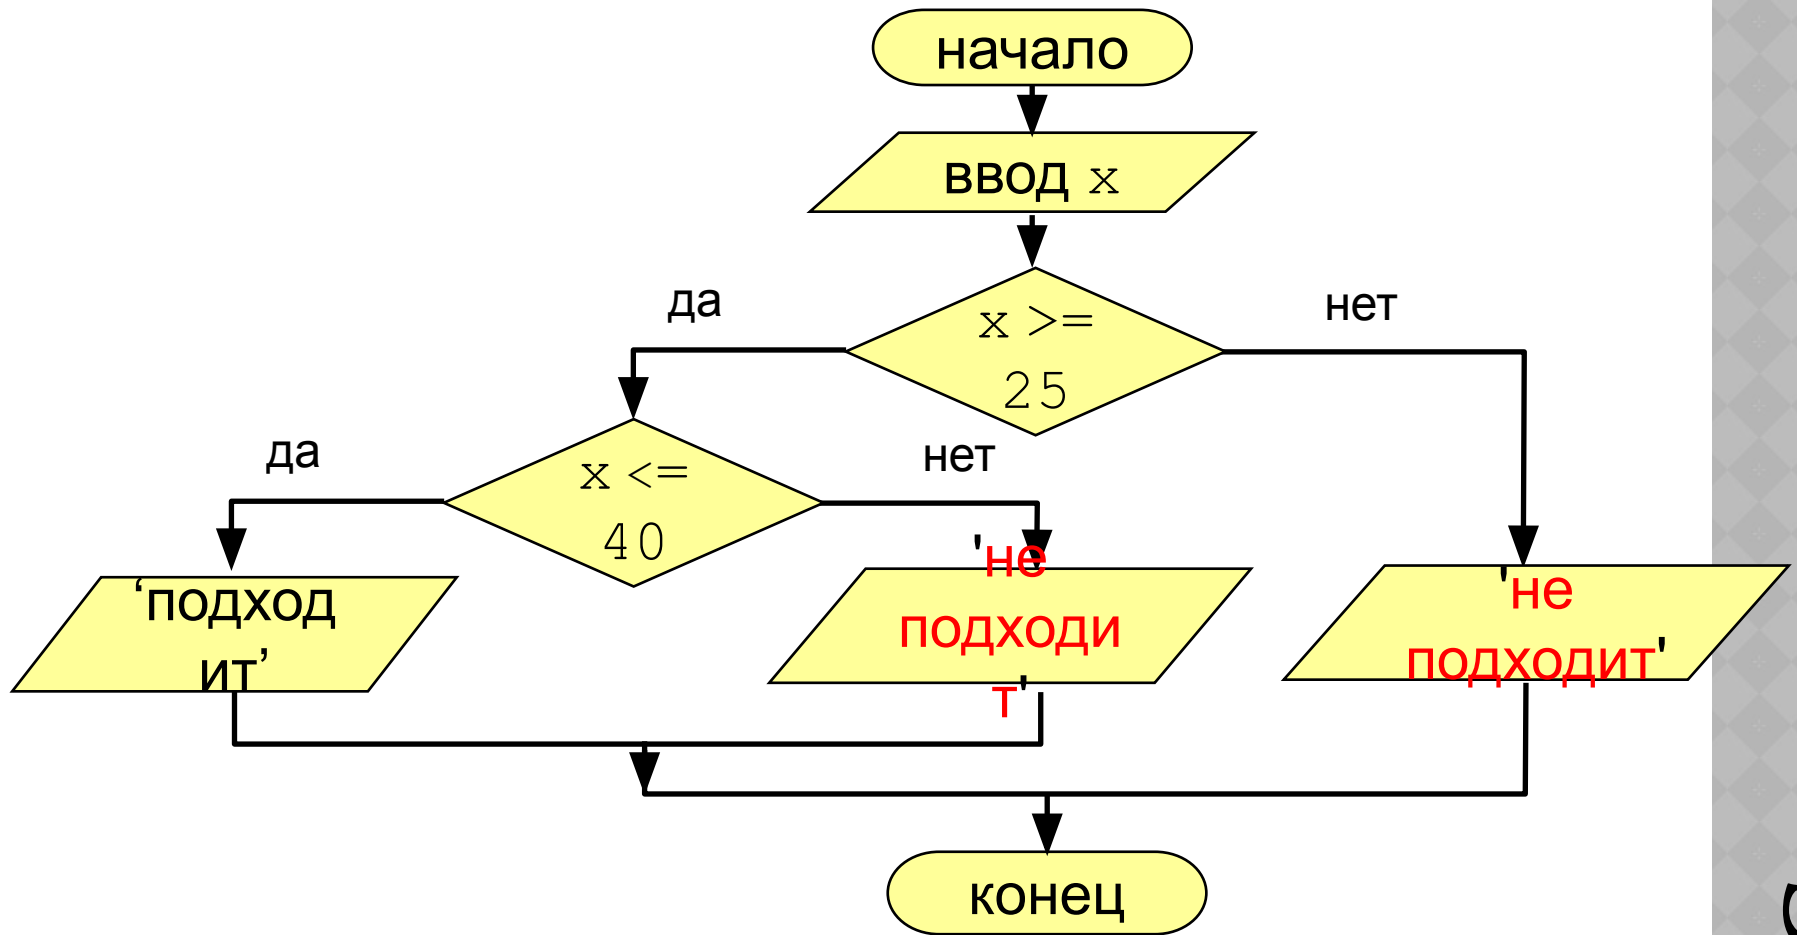 начало
ввод x
да
нет
x >=
25
да
нет
x <=
40
‘подход
ит’
'не
подходи
т'
'не
подходит'
конец